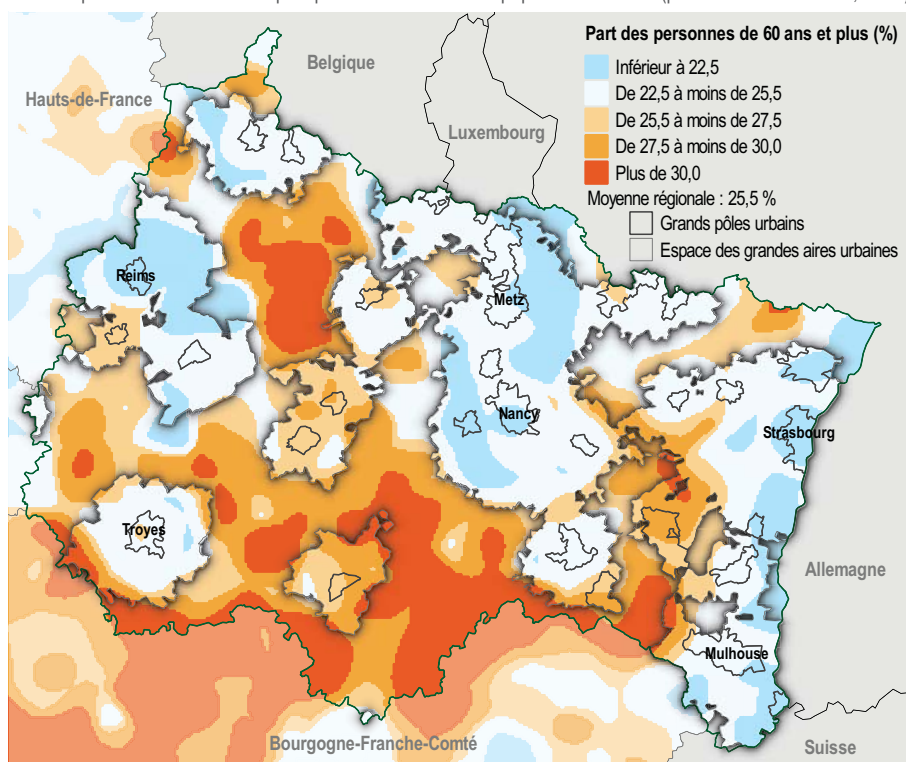 Part des personnes de 60 ans et plus (%)
Inférieur à 22,5
De 22,5 à moins de 25,5
De 25,5 à moins de 27,5
De 27,5 à moins de 30,0
Plus de 30,0
Moyenne régionale : 25,5 %
Grands pôles urbains
Espace des grandes aires urbaines
Belgique
Hauts-de-France
Luxembourg
Reims
Metz
Nancy
Strasbourg
Troyes
Allemagne
Mulhouse
Bourgogne-Franche-Comté
Suisse